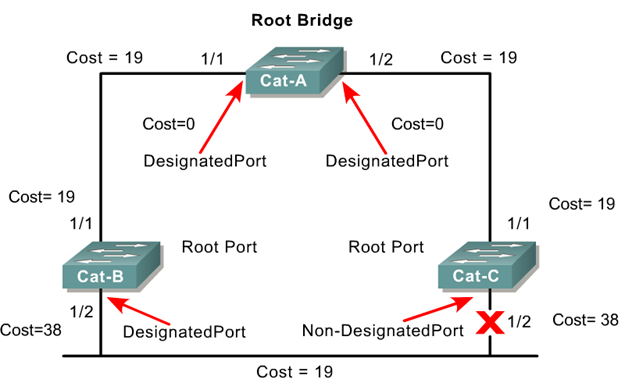 Root Bridge
Cost = 19
1/1
1/2
Cost = 19
Cat-A
Cost=0
Cost=0
DesignatedPort
DesignatedPort
Cost= 19
Cost= 19
1/1
1/1
Root Port
Root Port
Cat-B
Cat-C
1/2
1/2
Cost= 38
Cost=38
DesignatedPort
Non-DesignatedPort
Cost = 19